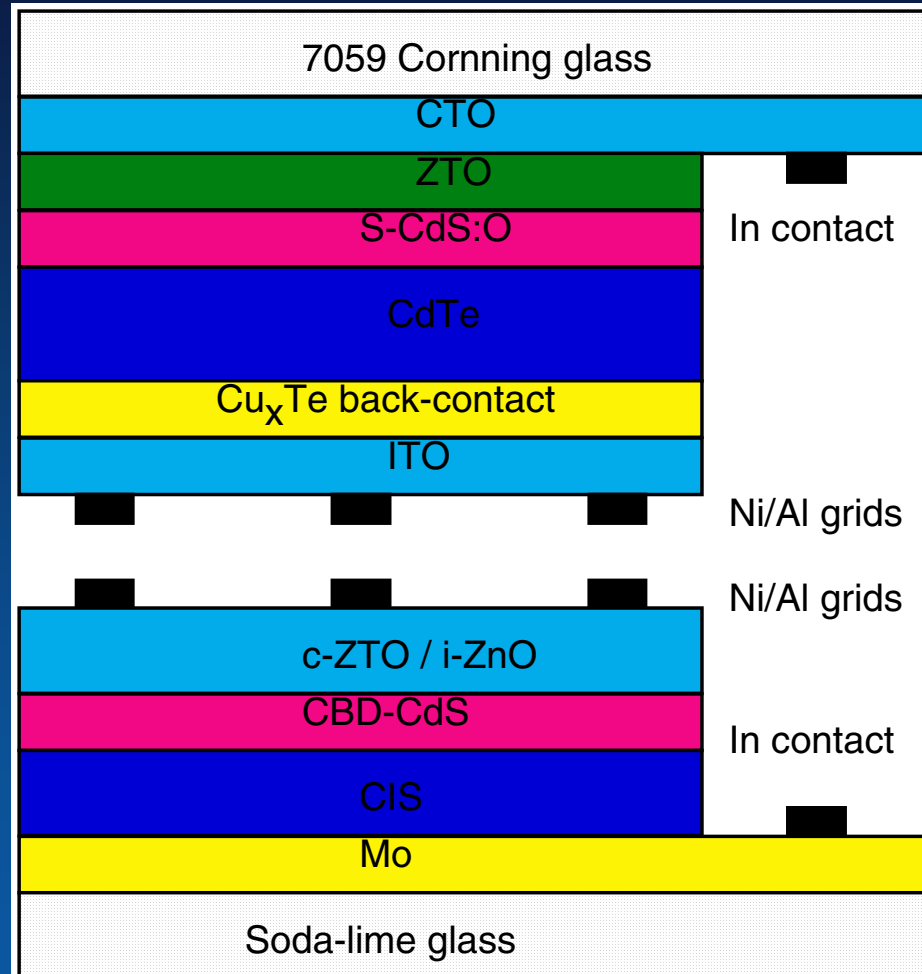 7059 Cornning glass
CTO
ZTO
S-CdS:O
In contact
CdTe
CuₓTe back-contact
ITO
Ni/Al grids
Ni/Al grids
c-ZTO / i-ZnO
CBD-CdS
In contact
CIS
Mo
Soda-lime glass